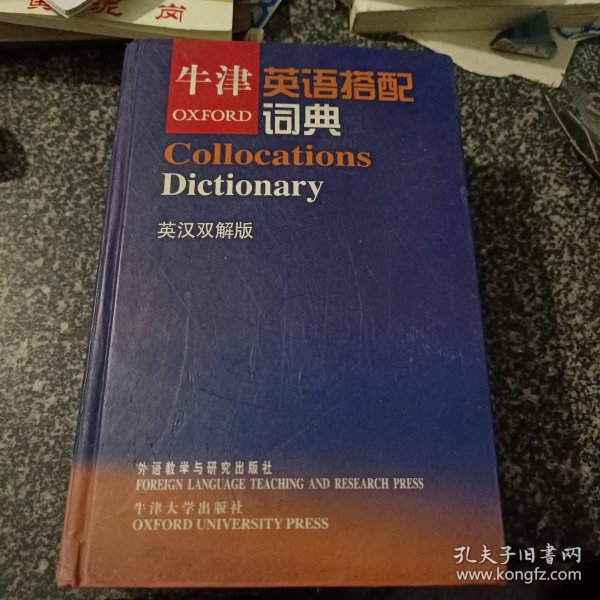 岗
牛津
OXFORD
英语搭配
词典
Collocations
Dictionary
英汉双解版
外语教学与研究出版社
FOREIGN LANGUAGE TEACHING AND RESEARCH PRESS
牛津大学出版社
OXFORD UNIVERSITY PRESS
孔夫子旧书网
www.kongfz.com